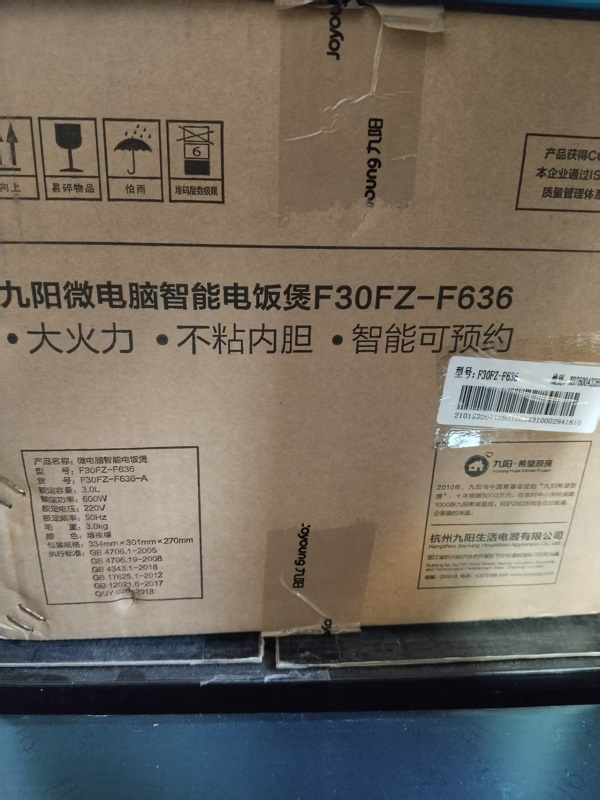 Joyoung
Joyoung 九阳
向上
易碎物品
怕雨
6
堆码层数极限
产品获得C
本企业通过IS
质量管理体系
九阳微电脑智能电饭煲F30FZ-F636
•大火力 •不粘内胆 •智能可预约
型号:F30FZ-F636
产品名称:微电脑智能电饭煲
型 号: F30FZ-F636
货 号: F30FZ-F636-A
额定容量: 3.0L
额定功率: 600W
额定电压: 220V
额定频率: 50Hz
毛 重: 3.0kg
颜 色: 暗夜绿
包装规格: 334mm×301mm×270mm
执行标准: GB 4706.1-2005
GB 4706.19-2008
GB 4343.1-2018
GB 17625.1-2012
GB 12021.6-2017
Joyoung 九阳
九阳·希望厨房
杭州九阳生活电器有限公司